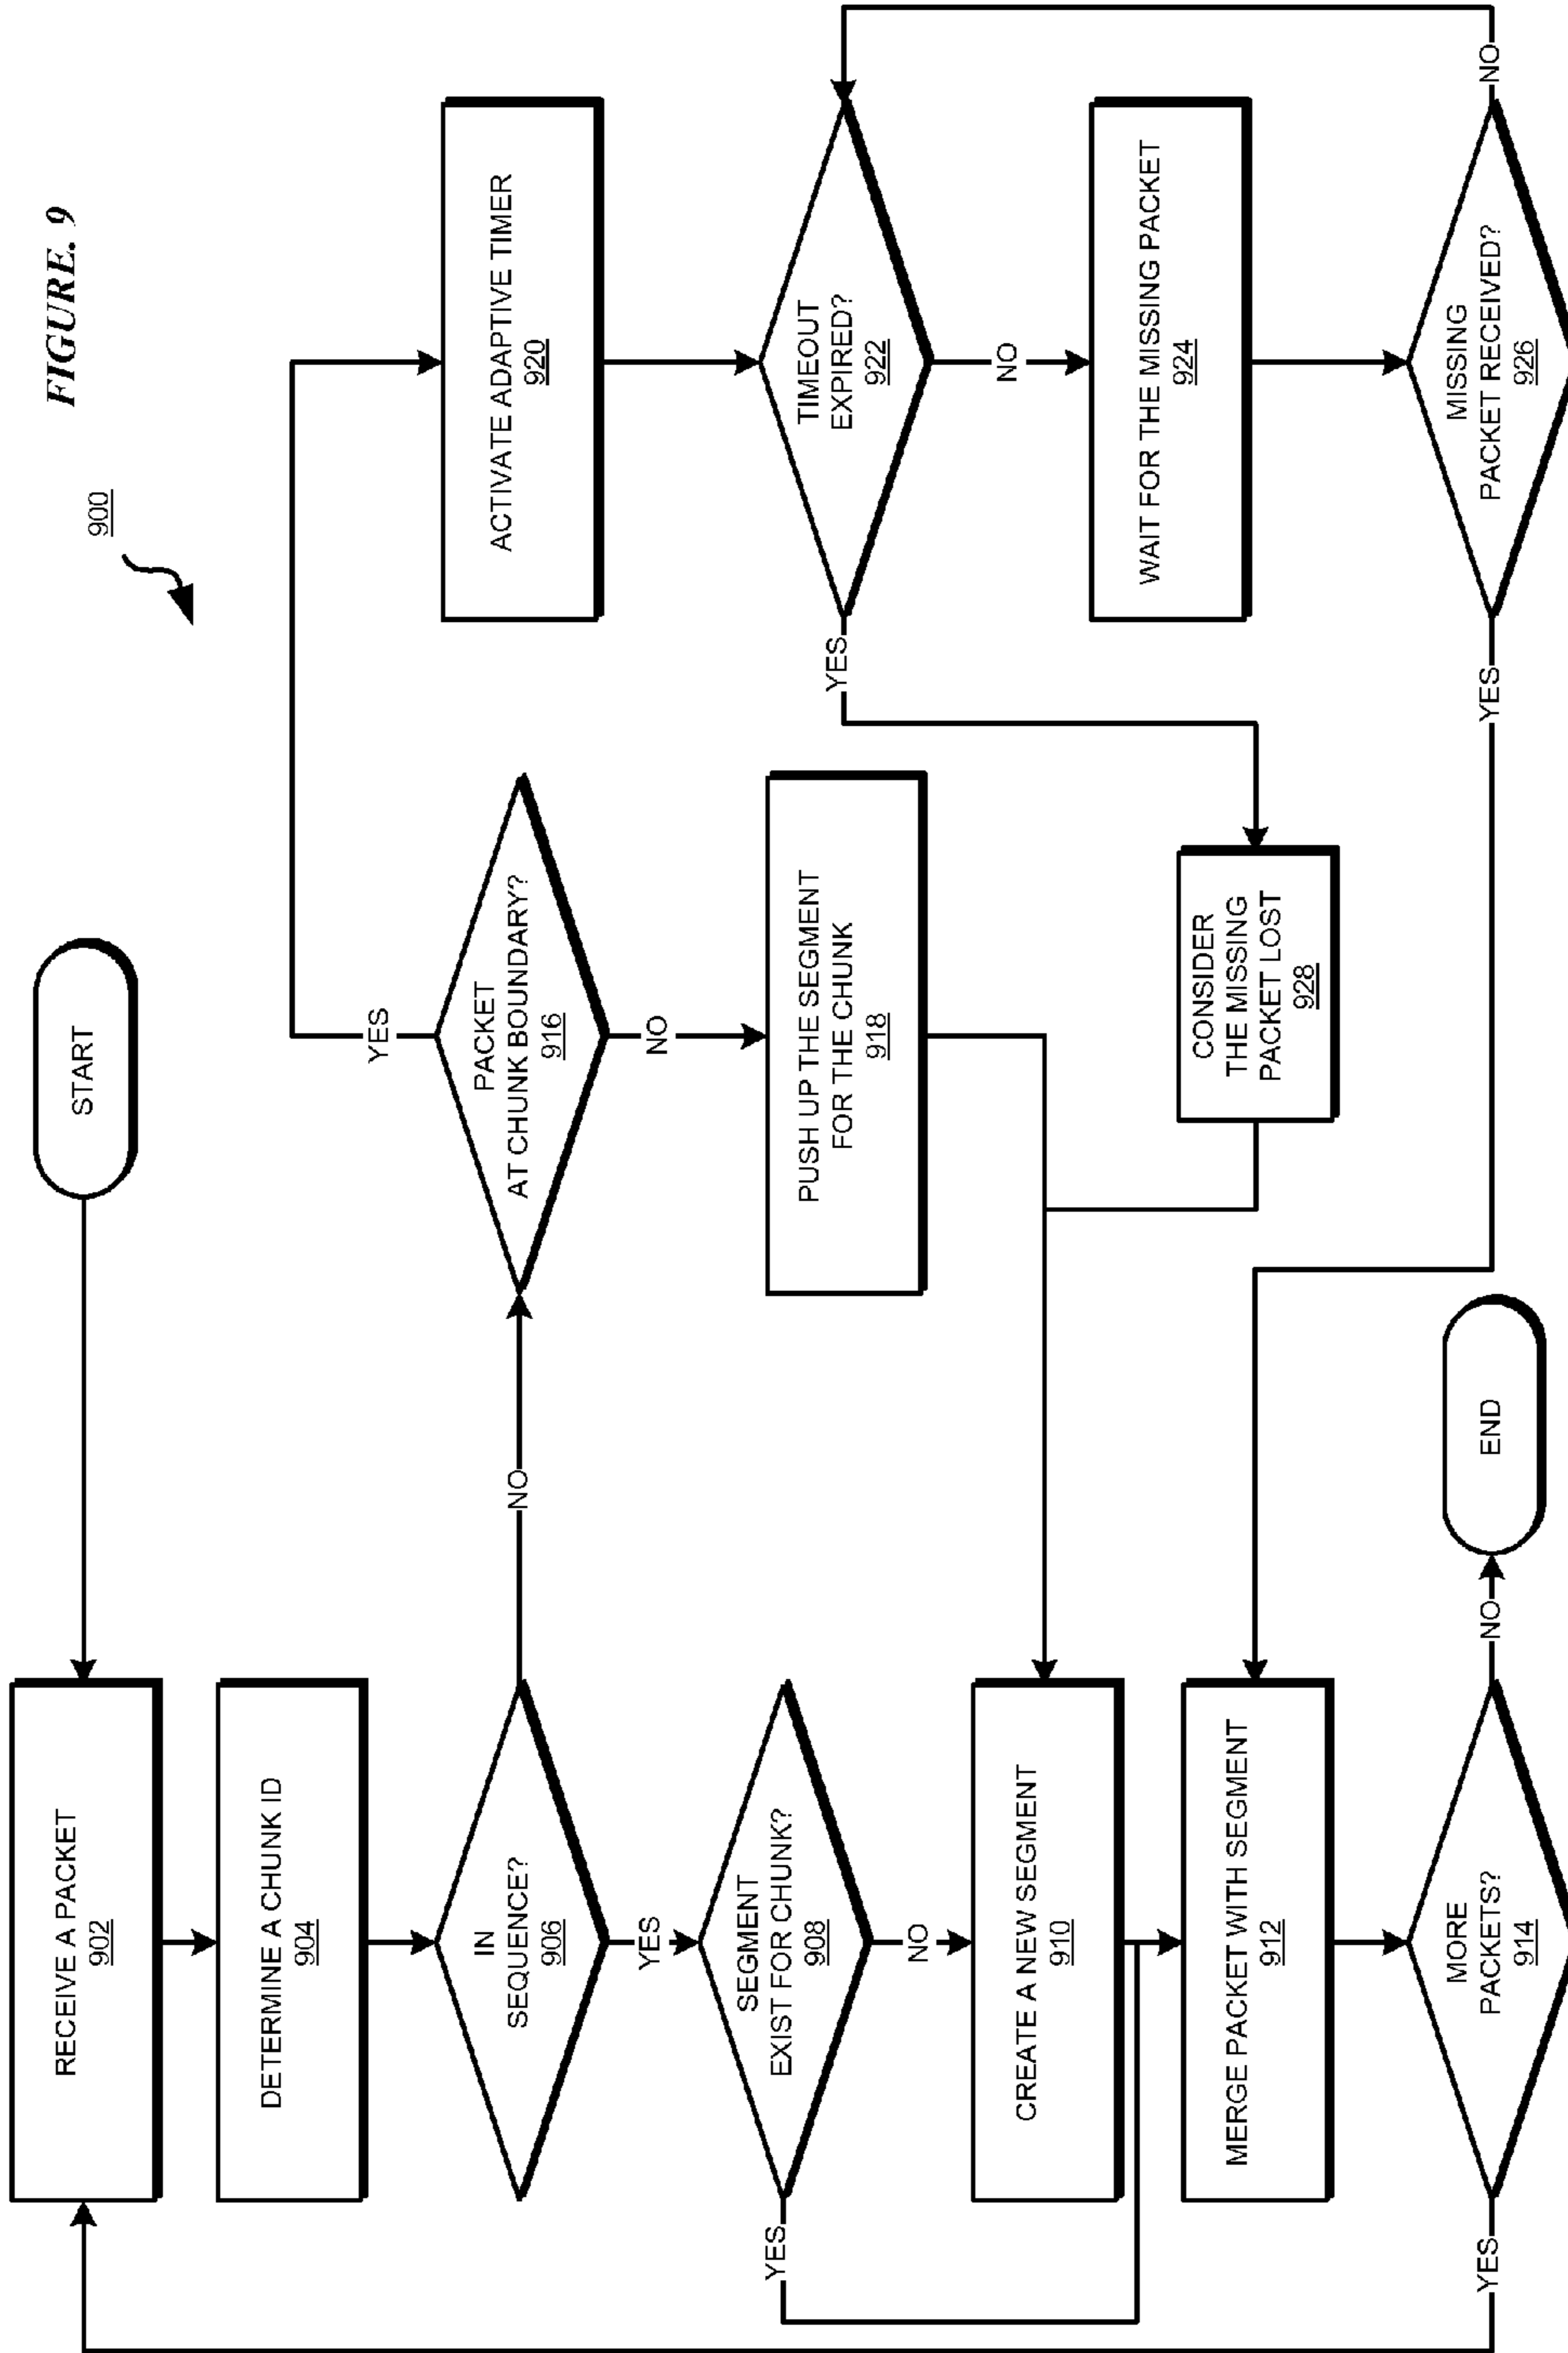 FIGURE. 9
900
START
RECEIVE A PACKET
902
DETERMINE A CHUNK ID
904
IN
SEQUENCE?
906
NO
YES
SEGMENT
EXIST FOR CHUNK?
908
YES
NO
CREATE A NEW SEGMENT
910
MERGE PACKET WITH SEGMENT
912
MORE
PACKETS?
914
YES
NO
END
PACKET
AT CHUNK BOUNDARY?
916
YES
NO
PUSH UP THE SEGMENT
FOR THE CHUNK
918
ACTIVATE ADAPTIVE TIMER
920
TIMEOUT
EXPIRED?
922
YES
NO
WAIT FOR THE MISSING PACKET
924
CONSIDER
THE MISSING
PACKET LOST
928
MISSING
PACKET RECEIVED?
926
YES
NO